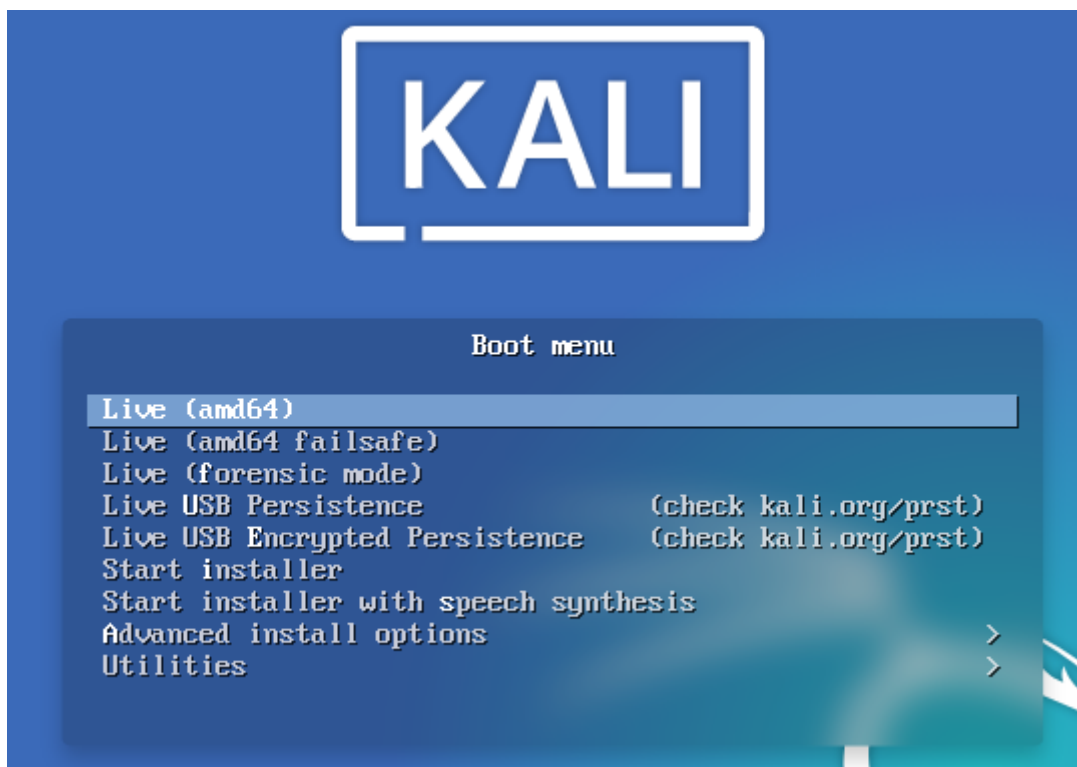 KALI
Boot menu
Live (amd64)
Live (amd64 failsafe)
Live (forensic mode)
Live USB Persistence (check kali.org/prst)
Live USB Encrypted Persistence (check kali.org/prst)
Start installer
Start installer with speech synthesis
Advanced install options >
Utilities >